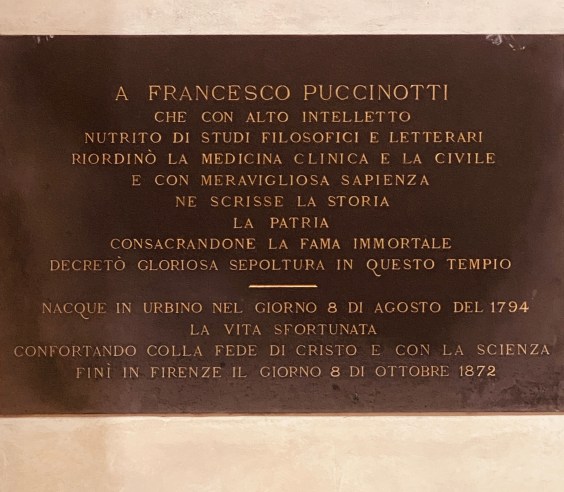 A FRANCESCO PUCCINOTTI
CHE CON ALTO INTELLETTO
NUTRITO DI STUDI FILOSOFICI E LETTERARI
RIORDINÒ LA MEDICINA CLINICA E LA CIVILE
E CON MERAVIGLIOSA SAPIENZA
NE SCRISSE LA STORIA
LA PATRIA
CONSACRANDONE LA FAMA IMMORTALE
DECRETÒ GLORIOSA SEPOLTURA IN QUESTO TEMPIO
NACQUE IN URBINO NEL GIORNO 8 DI AGOSTO DEL 1794
LA VITA SFORTUNATA
CONFORTANDO COLLA FEDE DI CRISTO E CON LA SCIENZA
FINÌ IN FIRENZE IL GIORNO 8 DI OTTOBRE 1872